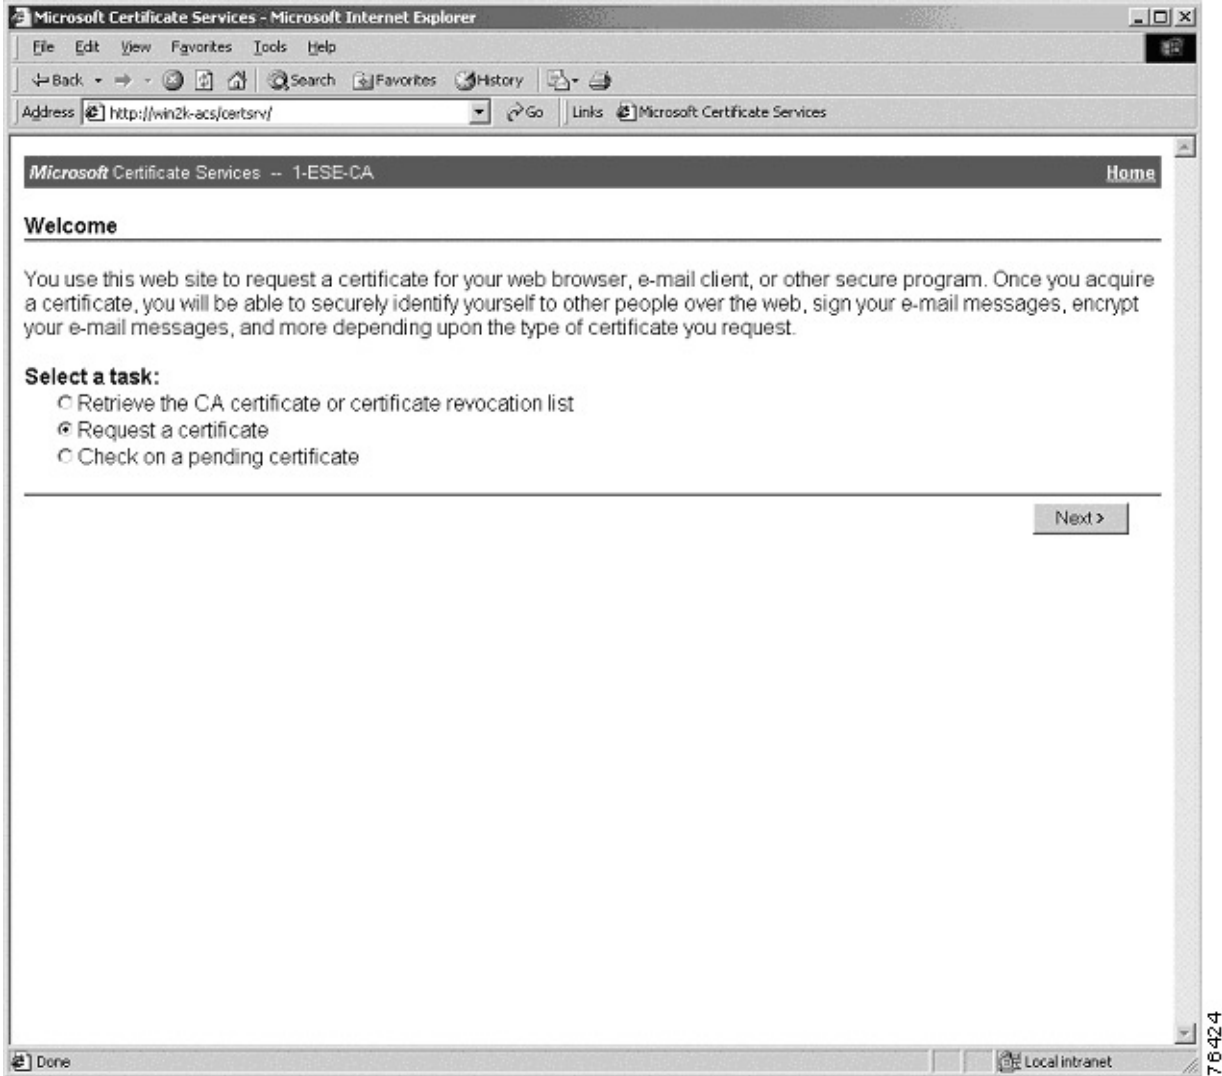 Microsoft Certificate Services - Microsoft Internet Explorer
File Edit View Favorites Tools Help
Back Search Favorites History
Address http://win2k-acs/certsrv/ Go Links Microsoft Certificate Services
Microsoft Certificate Services -- 1-ESE-CA Home
Welcome
You use this web site to request a certificate for your web browser, e-mail client, or other secure program. Once you acquire
a certificate, you will be able to securely identify yourself to other people over the web, sign your e-mail messages, encrypt
your e-mail messages, and more depending upon the type of certificate you request.
Select a task:
Retrieve the CA certificate or certificate revocation list
Request a certificate
Check on a pending certificate
Next >
Done Local intranet
76424